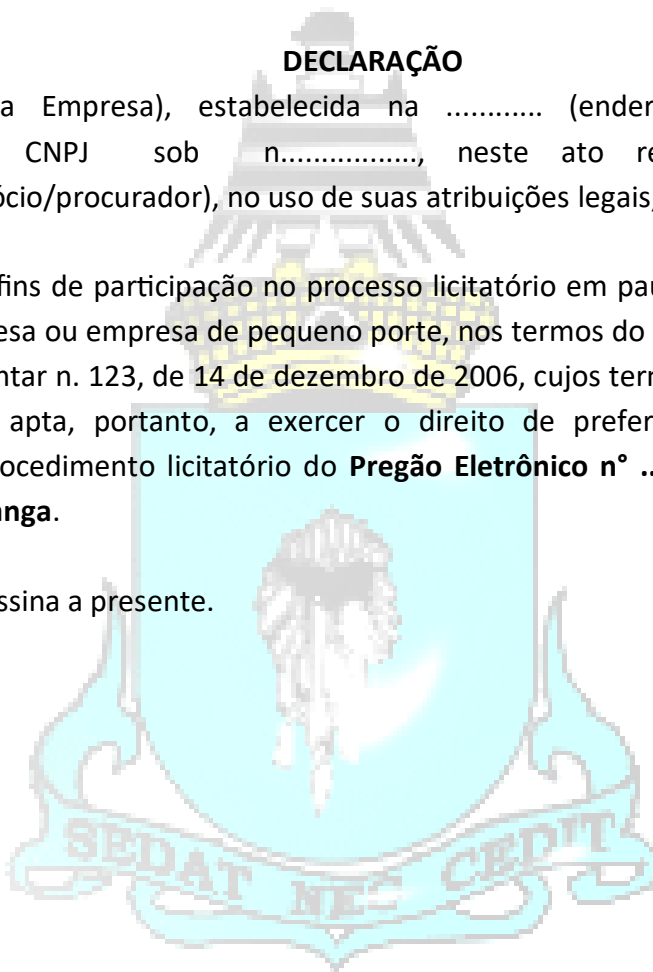 DECLARAÇÃO
a Empresa), estabelecida na ............ (ender
CNPJ sob n................., neste ato re
ócio/procurador), no uso de suas atribuições legais,
fins de participação no processo licitatório em pau
esa ou empresa de pequeno porte, nos termos do
ntar n. 123, de 14 de dezembro de 2006, cujos terr
apta, portanto, a exercer o direito de prefer
rocedimento licitatório do Pregão Eletrônico n° ..
anga.
ssina a presente.
SEDAT NEC CEDIT